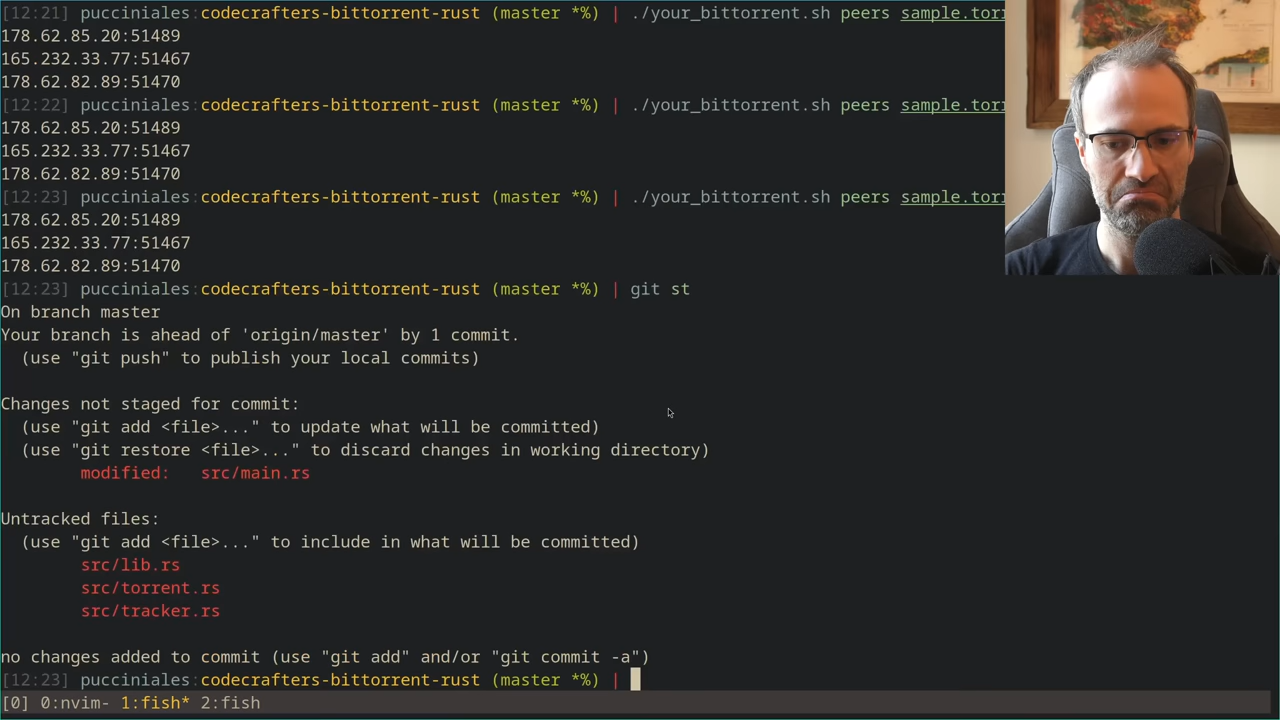 [12:21] pucciniales:codecrafters-bittorrent-rust (master *%) | ./your_bittorrent.sh peers sample.torr
178.62.85.20:51489
165.232.33.77:51467
178.62.82.89:51470
[12:22] pucciniales:codecrafters-bittorrent-rust (master *%) | ./your_bittorrent.sh peers sample.torr
178.62.85.20:51489
165.232.33.77:51467
178.62.82.89:51470
[12:23] pucciniales:codecrafters-bittorrent-rust (master *%) | ./your_bittorrent.sh peers sample.torr
178.62.85.20:51489
165.232.33.77:51467
178.62.82.89:51470
[12:23] pucciniales:codecrafters-bittorrent-rust (master *%) | git st
On branch master
Your branch is ahead of 'origin/master' by 1 commit.
(use "git push" to publish your local commits)
Changes not staged for commit:
(use "git add <file>..." to update what will be committed)
(use "git restore <file>..." to discard changes in working directory)
modified:   src/main.rs
Untracked files:
(use "git add <file>..." to include in what will be committed)
src/lib.rs
src/torrent.rs
src/tracker.rs
no changes added to commit (use "git add" and/or "git commit -a")
[12:23] pucciniales:codecrafters-bittorrent-rust (master *%) |
[0] 0:nvim- 1:fish* 2:fish